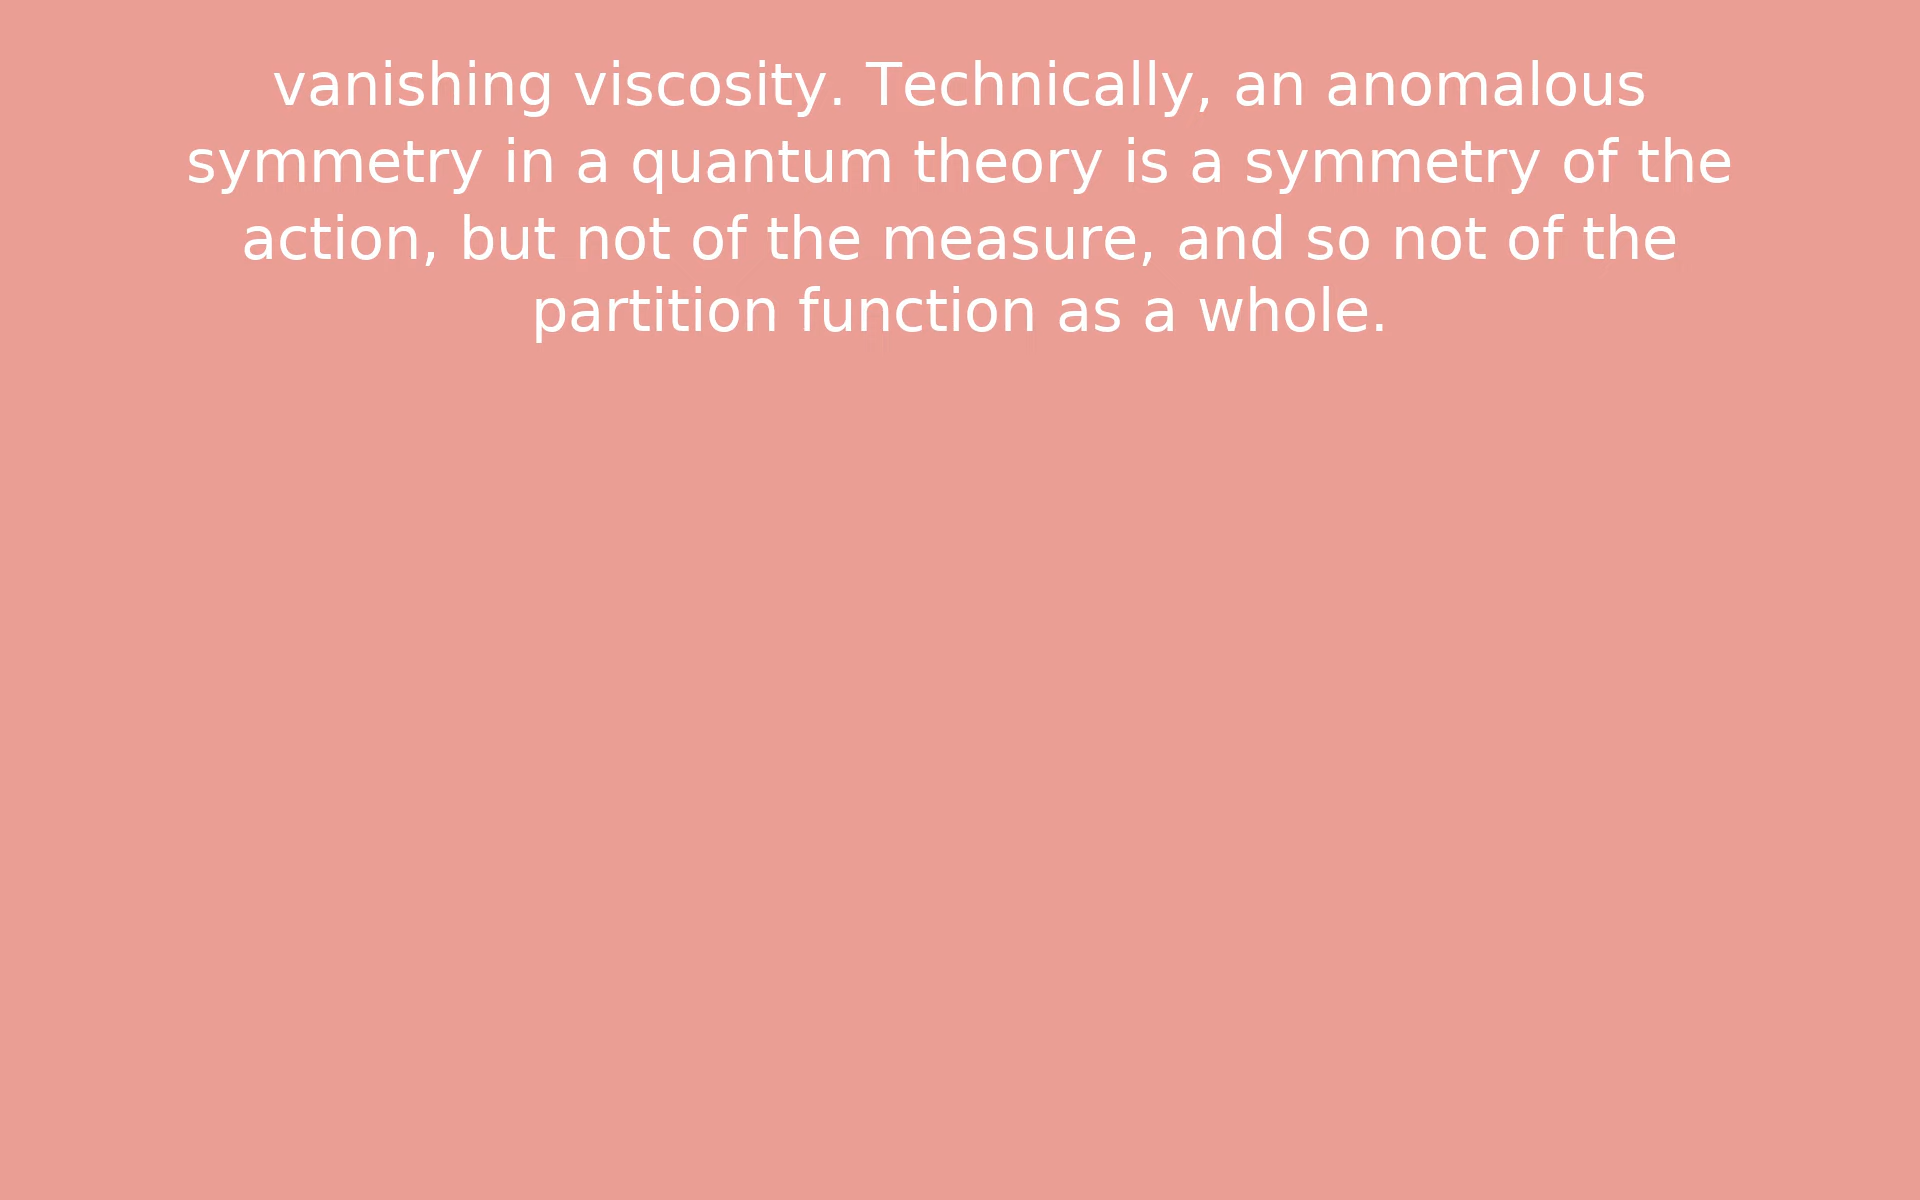 vanishing viscosity. Technically, an anomalous
symmetry in a quantum theory is a symmetry of the
action, but not of the measure, and so not of the
partition function as a whole.